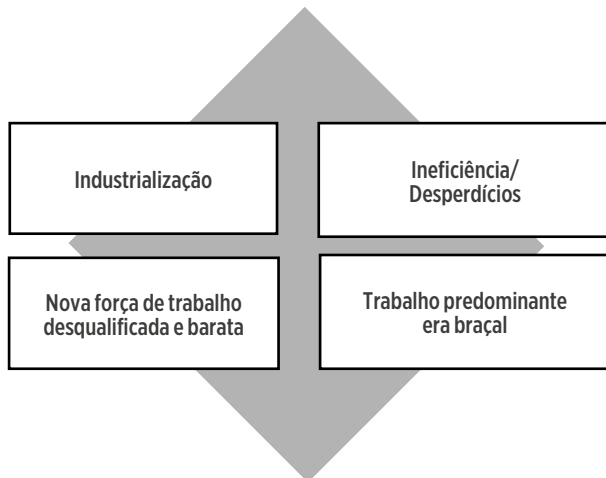 Industrialização
Ineficiência/
Desperdícios
Nova força de trabalho
desqualificada e barata
Trabalho predominante
era braçal